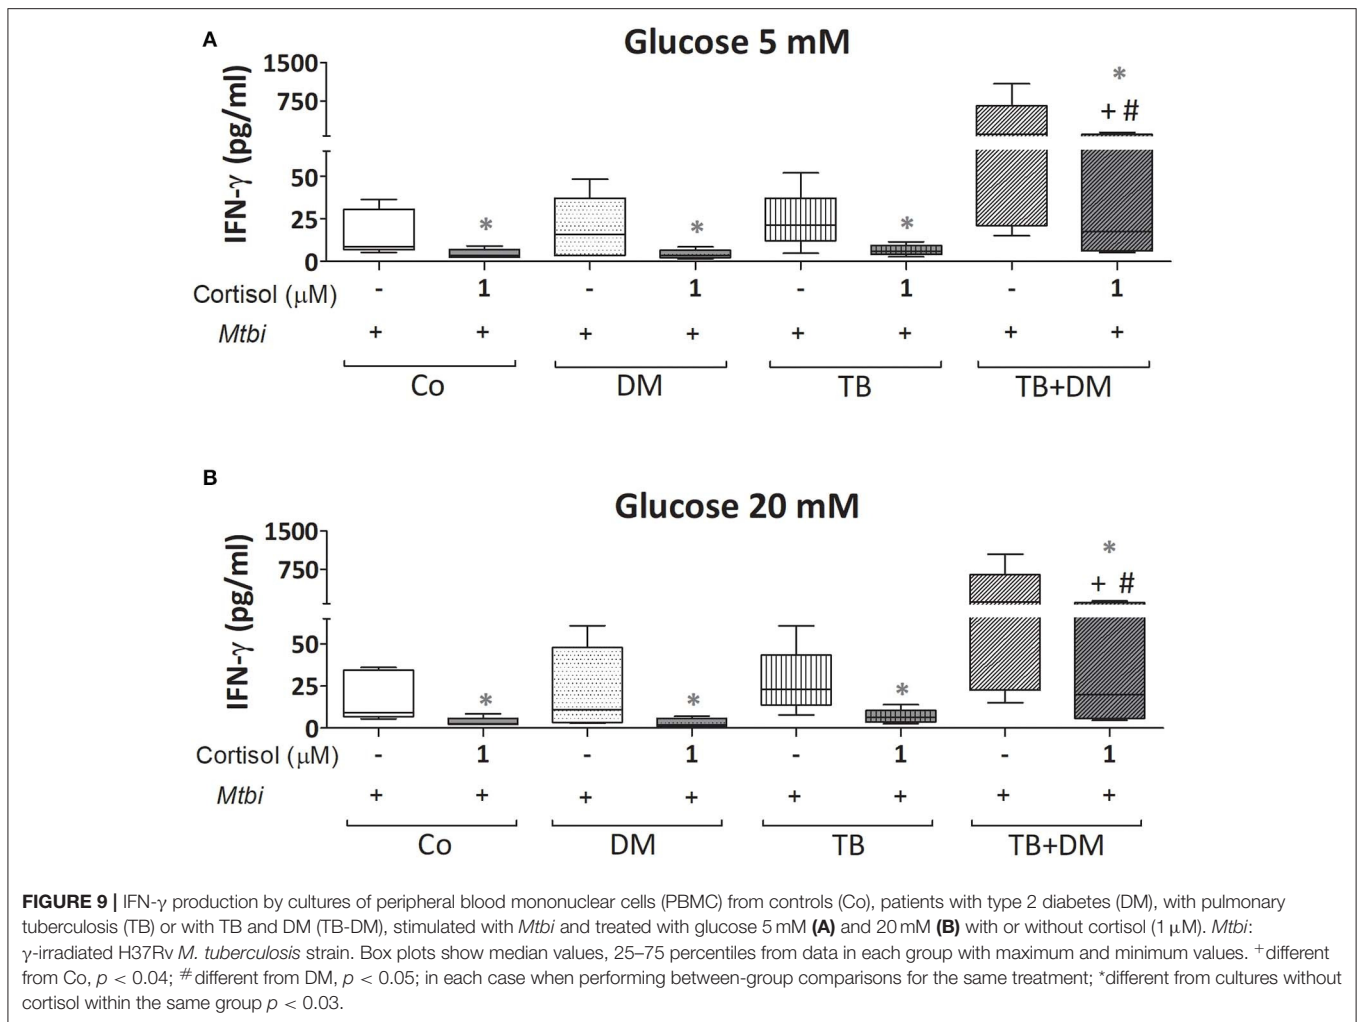 A
Glucose 5 mM
IFN-γ (pg/ml)
1500
750
50
25
0
*
*
*
*
+ #
Cortisol (μM) - 1 - 1 - 1 - 1
Mtbi + + + + + + + +
Co DM TB TB+DM
B
Glucose 20 mM
IFN-γ (pg/ml)
1500
750
50
25
0
*
*
*
*
+ #
Cortisol (μM) - 1 - 1 - 1 - 1
Mtbi + + + + + + + +
Co DM TB TB+DM
FIGURE 9 | IFN-γ production by cultures of peripheral blood mononuclear cells (PBMC) from controls (Co), patients with type 2 diabetes (DM), with pulmonary
tuberculosis (TB) or with TB and DM (TB-DM), stimulated with Mtbi and treated with glucose 5 mM (A) and 20 mM (B) with or without cortisol (1 μM). Mtbi:
γ-irradiated H37Rv M. tuberculosis strain. Box plots show median values, 25–75 percentiles from data in each group with maximum and minimum values. +different
from Co, p < 0.04; #different from DM, p < 0.05; in each case when performing between-group comparisons for the same treatment; *different from cultures without
cortisol within the same group p < 0.03.